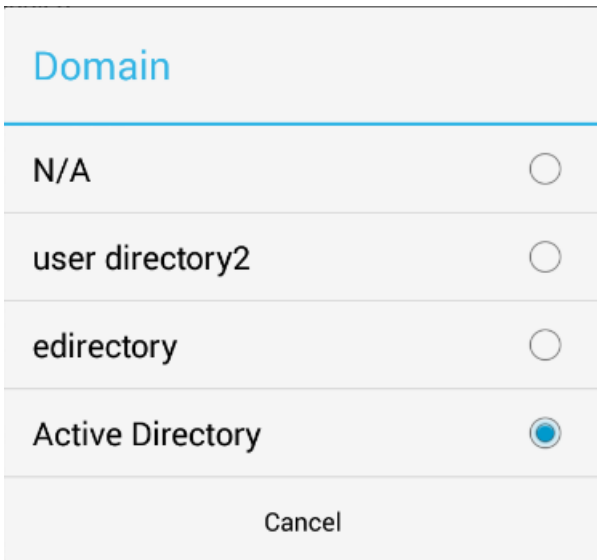 Domain
N/A
user directory2
edirectory
Active Directory
Cancel